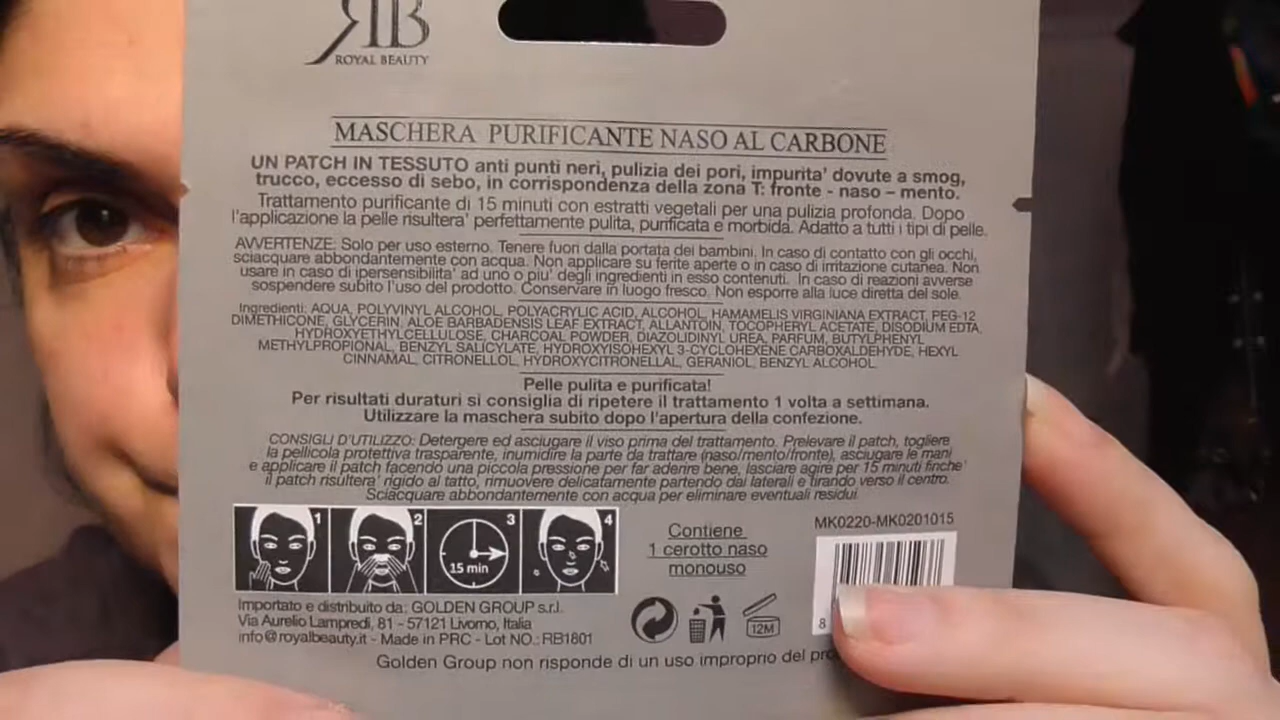 RB
ROYAL BEAUTY
MASCHERA PURIFICANTE NASO AL CARBONE
UN PATCH IN TESSUTO anti punti neri, pulizia dei pori, impurita' dovute a smog,
trucco, eccesso di sebo, in corrispondenza della zona T: fronte - naso – mento.
Trattamento purificante di 15 minuti con estratti vegetali per una pulizia profonda. Dopo
l'applicazione la pelle risultera' perfettamente pulita, purificata e morbida. Adatto a tutti i tipi di pelle.
AVVERTENZE: Solo per uso esterno. Tenere fuori dalla portata dei bambini. In caso di contatto con gli occhi,
sciacquare abbondantemente con acqua. Non applicare su ferite aperte o in caso di irritazione cutanea. Non
usare in caso di ipersensibilita' ad uno o piu' degli ingredienti in esso contenuti. In caso di reazioni avverse
sospendere subito l'uso del prodotto. Conservare in luogo fresco. Non esporre alla luce diretta del sole.
Ingredienti: AQUA, POLYVINYL ALCOHOL, POLYACRYLIC ACID, ALCOHOL, HAMAMELIS VIRGINIANA EXTRACT, PEG-12
DIMETHICONE, GLYCERIN, ALOE BARBADENSIS LEAF EXTRACT, ALLANTOIN, TOCOPHERYL ACETATE, DISODIUM EDTA,
HYDROXYETHYLCELLULOSE, CHARCOAL POWDER, DIAZOLIDINYL UREA, PARFUM, BUTYLPHENYL
METHYLPROPIONAL, BENZYL SALICYLATE, HYDROXYISOHEXYL 3-CYCLOHEXENE CARBOXALDEHYDE, HEXYL
CINNAMAL, CITRONELLOL, HYDROXYCITRONELLAL, GERANIOL, BENZYL ALCOHOL
Pelle pulita e purificata!
Per risultati duraturi si consiglia di ripetere il trattamento 1 volta a settimana.
Utilizzare la maschera subito dopo l'apertura della confezione.
CONSIGLI D'UTILIZZO: Detergere ed asciugare il viso prima del trattamento. Prelevare il patch, togliere
la pellicola protettiva trasparente, inumidire la parte da trattare (naso/mento/fronte), asciugare le mani
e applicare il patch facendo una piccola pressione per far aderire bene, lasciare agire per 15 minuti finche'
il patch risultera' rigido al tatto, rimuovere delicatamente partendo dai laterali e tirando verso il centro.
Sciacquare abbondantemente con acqua per eliminare eventuali residui.
1 2 3 4
15 min
Contiene
1 cerotto naso
monouso
MK0220-MK0201015
8
12M
Importato e distribuito da: GOLDEN GROUP s.r.l.
Via Aurelio Lampredi, 81 - 57121 Livorno, Italia
info@royalbeauty.it - Made in PRC - Lot NO.: RB1801
Golden Group non risponde di un uso improprio del